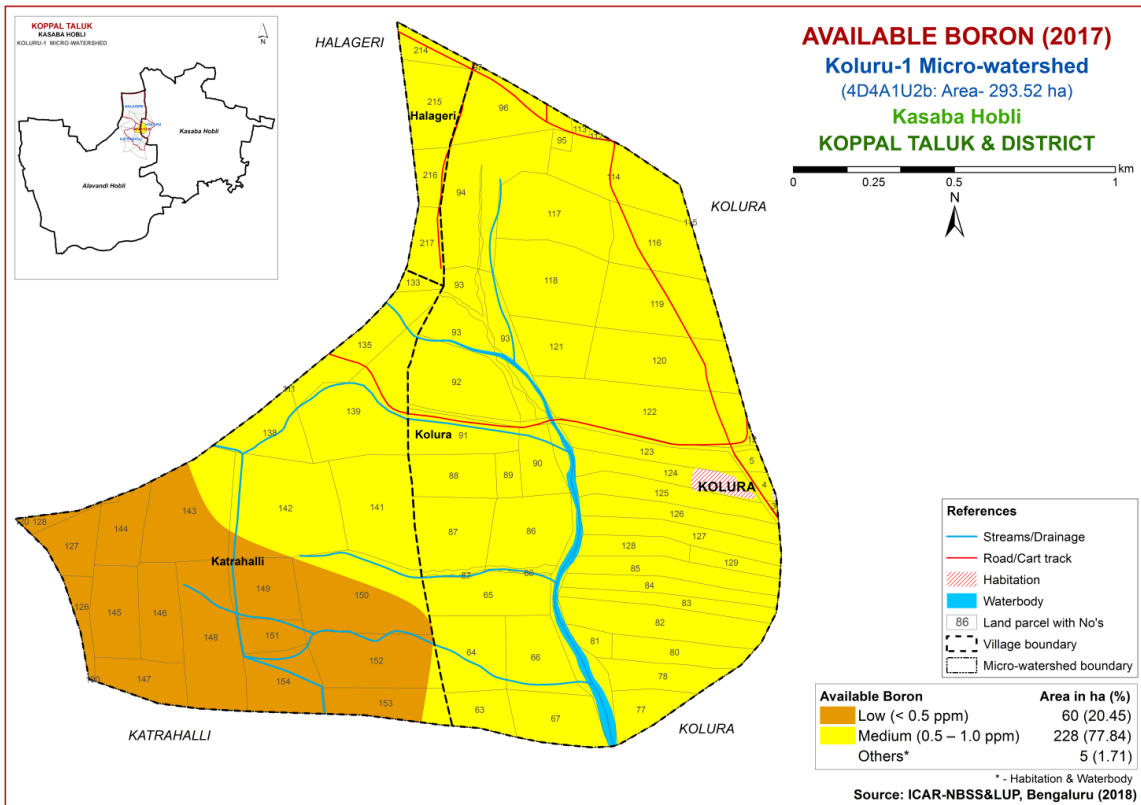 KOPPAL TALUK
KASABA HOBLI
KOLURU-1 MICRO-WATERSHED
N
HALAGERI
KOLURA
KATRAHALLI
Kasaba Hobli
Alavandi Hobli
AVAILABLE BORON (2017)
Koluru-1 Micro-watershed
(4D4A1U2b: Area- 293.52 ha)
Kasaba Hobli
KOPPAL TALUK & DISTRICT
km
0 0.25 0.5 1
N
HALAGERI
214
215
Halageri
96
113
95
114
216
94
117
KOLURA
116
217
118
133
93
119
93
93
121
135
120
92
139
122
138
Kolura
91
123
5
88
89
90
124
4
KOLURA
125
143
142
141
126
128
144
87
86
127
127
128
Katrahalli
129
87
86
85
149
150
65
84
83
145
146
148
82
151
81
64
66
80
152
147
154
78
153
63
67
77
KATRAHALLI
KOLURA
References
Streams/Drainage
Road/Cart track
Habitation
Waterbody
86 Land parcel with No's
Village boundary
Micro-watershed boundary
Available Boron Area in ha (%)
Low (< 0.5 ppm) 60 (20.45)
Medium (0.5 – 1.0 ppm) 228 (77.84)
Others* 5 (1.71)
* - Habitation & Waterbody
Source: ICAR-NBSS&LUP, Bengaluru (2018)